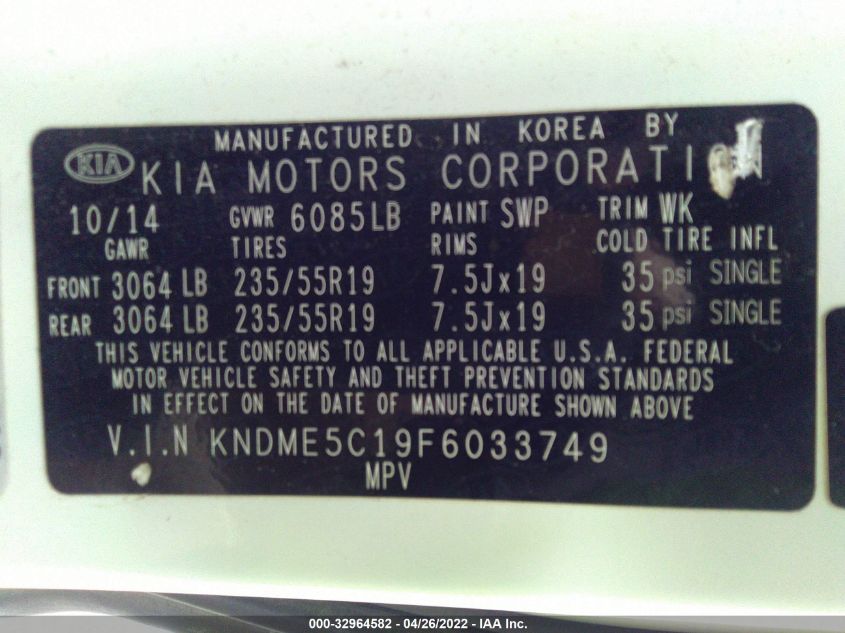 MANUFACTURED IN KOREA BY
KIA KIA MOTORS CORPORATI N
10/14 GVWR 6085LB PAINT SWP TRIM WK
GAWR TIRES RIMS COLD TIRE INFL
FRONT 3064 LB 235/55R19 7.5Jx19 35 psi SINGLE
REAR 3064 LB 235/55R19 7.5Jx19 35 psi SINGLE
THIS VEHICLE CONFORMS TO ALL APPLICABLE U.S.A. FEDERAL
MOTOR VEHICLE SAFETY AND THEFT PREVENTION STANDARDS
IN EFFECT ON THE DATE OF MANUFACTURE SHOWN ABOVE
V.I.N KNDME5C19F6033749
MPV
000-32964582 - 04/26/2022 - IAA Inc.